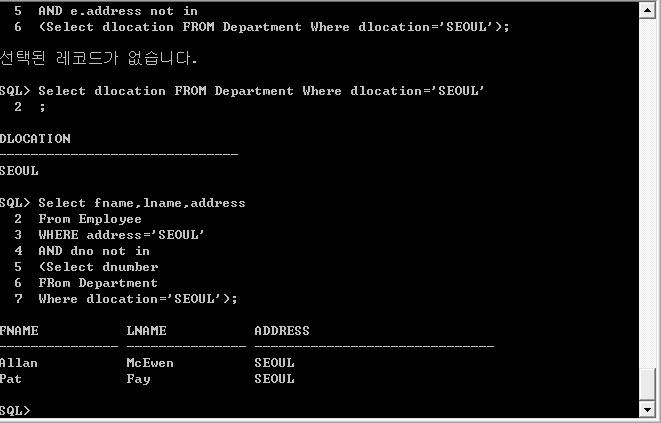 5  AND e.address not in
6  (Select dlocation FROM Department Where dlocation='SEOUL');
선택된 레코드가 없습니다.
SQL> Select dlocation FROM Department Where dlocation='SEOUL'
2  ;
DLOCATION
------------------------------
SEOUL
SQL> Select fname,lname,address
2  From Employee
3  WHERE address='SEOUL'
4  AND dno not in
5  (Select dnumber
6  FRom Department
7  Where dlocation='SEOUL');
FNAME           LNAME           ADDRESS
--------------- --------------- ------------------------------
Allan           McEwen          SEOUL
Pat             Fay             SEOUL
SQL>